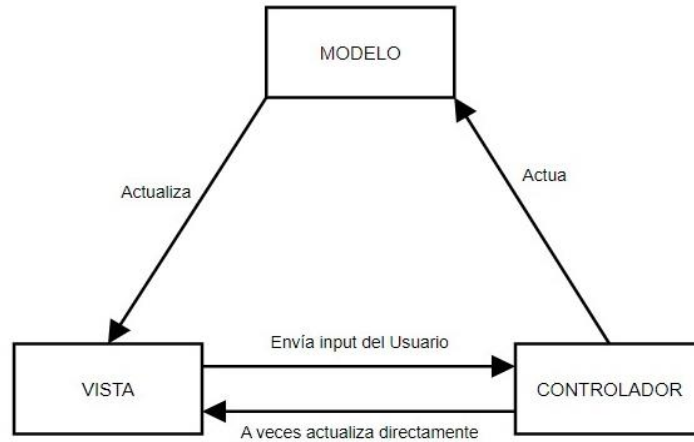 MODELO
Actualiza
Actua
Envía input del Usuario
VISTA
CONTROLADOR
A veces actualiza directamente